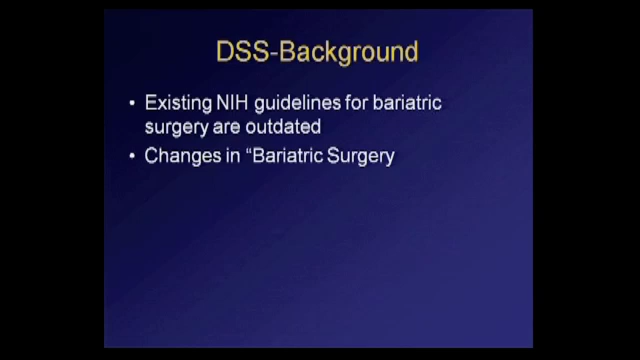 DSS-Background
• Existing NIH guidelines for bariatric
surgery are outdated
• Changes in “Bariatric Surgery